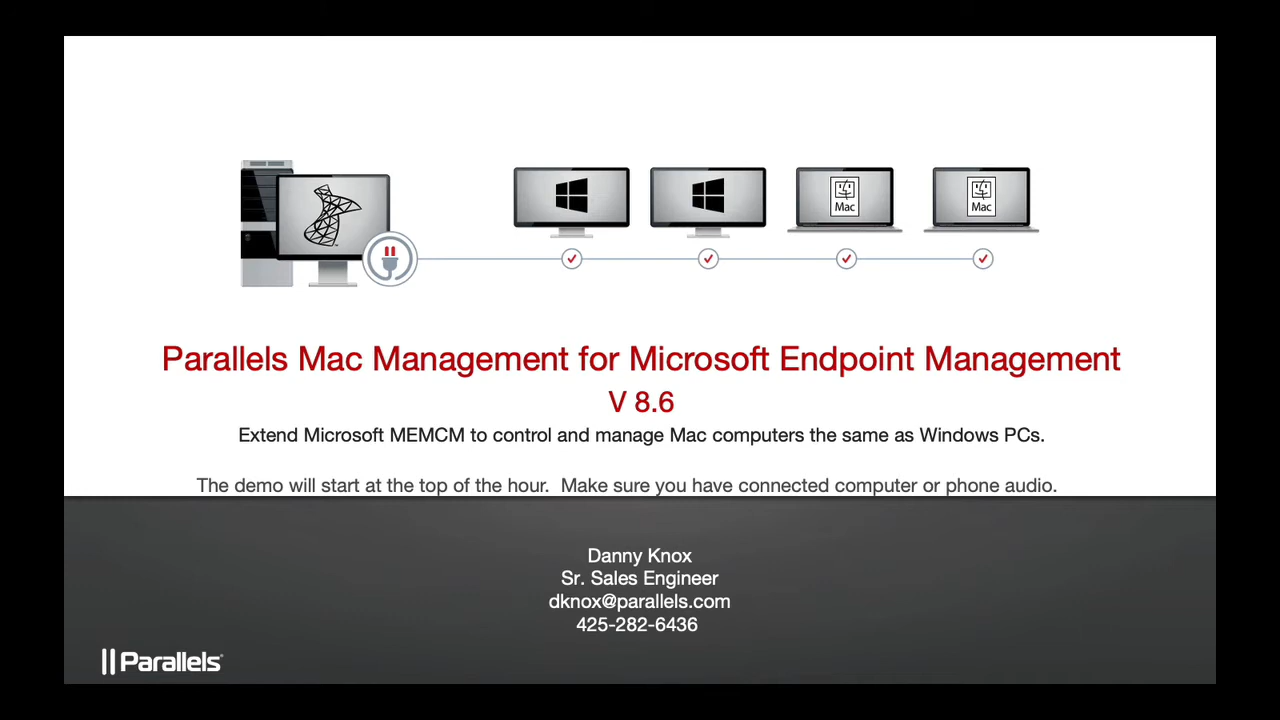 Mac
Mac
Parallels Mac Management for Microsoft Endpoint Management
V 8.6
Extend Microsoft MEMCM to control and manage Mac computers the same as Windows PCs.
The demo will start at the top of the hour.  Make sure you have connected computer or phone audio.
Danny Knox
Sr. Sales Engineer
dknox@parallels.com
425-282-6436
Parallels®